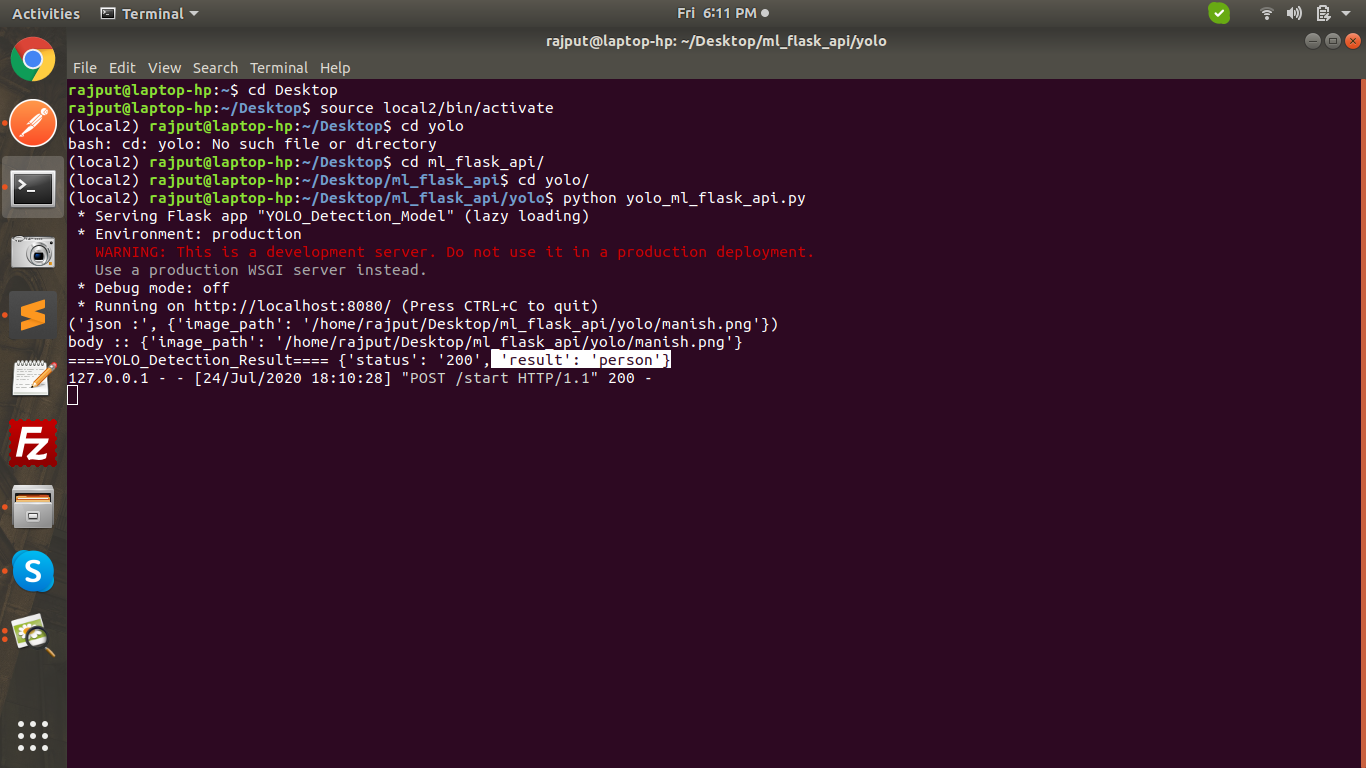 Activities Terminal Fri 6:11 PM
rajput@laptop-hp: ~/Desktop/ml_flask_api/yolo
File Edit View Search Terminal Help
rajput@laptop-hp:~$ cd Desktop
rajput@laptop-hp:~/Desktop$ source local2/bin/activate
(local2) rajput@laptop-hp:~/Desktop$ cd yolo
bash: cd: yolo: No such file or directory
(local2) rajput@laptop-hp:~/Desktop$ cd ml_flask_api/
(local2) rajput@laptop-hp:~/Desktop/ml_flask_api$ cd yolo/
(local2) rajput@laptop-hp:~/Desktop/ml_flask_api/yolo$ python yolo_ml_flask_api.py
 * Serving Flask app "YOLO_Detection_Model" (lazy loading)
 * Environment: production
   WARNING: This is a development server. Do not use it in a production deployment.
   Use a production WSGI server instead.
 * Debug mode: off
 * Running on http://localhost:8080/ (Press CTRL+C to quit)
('json :', {'image_path': '/home/rajput/Desktop/ml_flask_api/yolo/manish.png'})
body :: {'image_path': '/home/rajput/Desktop/ml_flask_api/yolo/manish.png'}
====YOLO_Detection_Result==== {'status': '200', 'result': 'person'}
127.0.0.1 - - [24/Jul/2020 18:10:28] "POST /start HTTP/1.1" 200 -
Fz
S